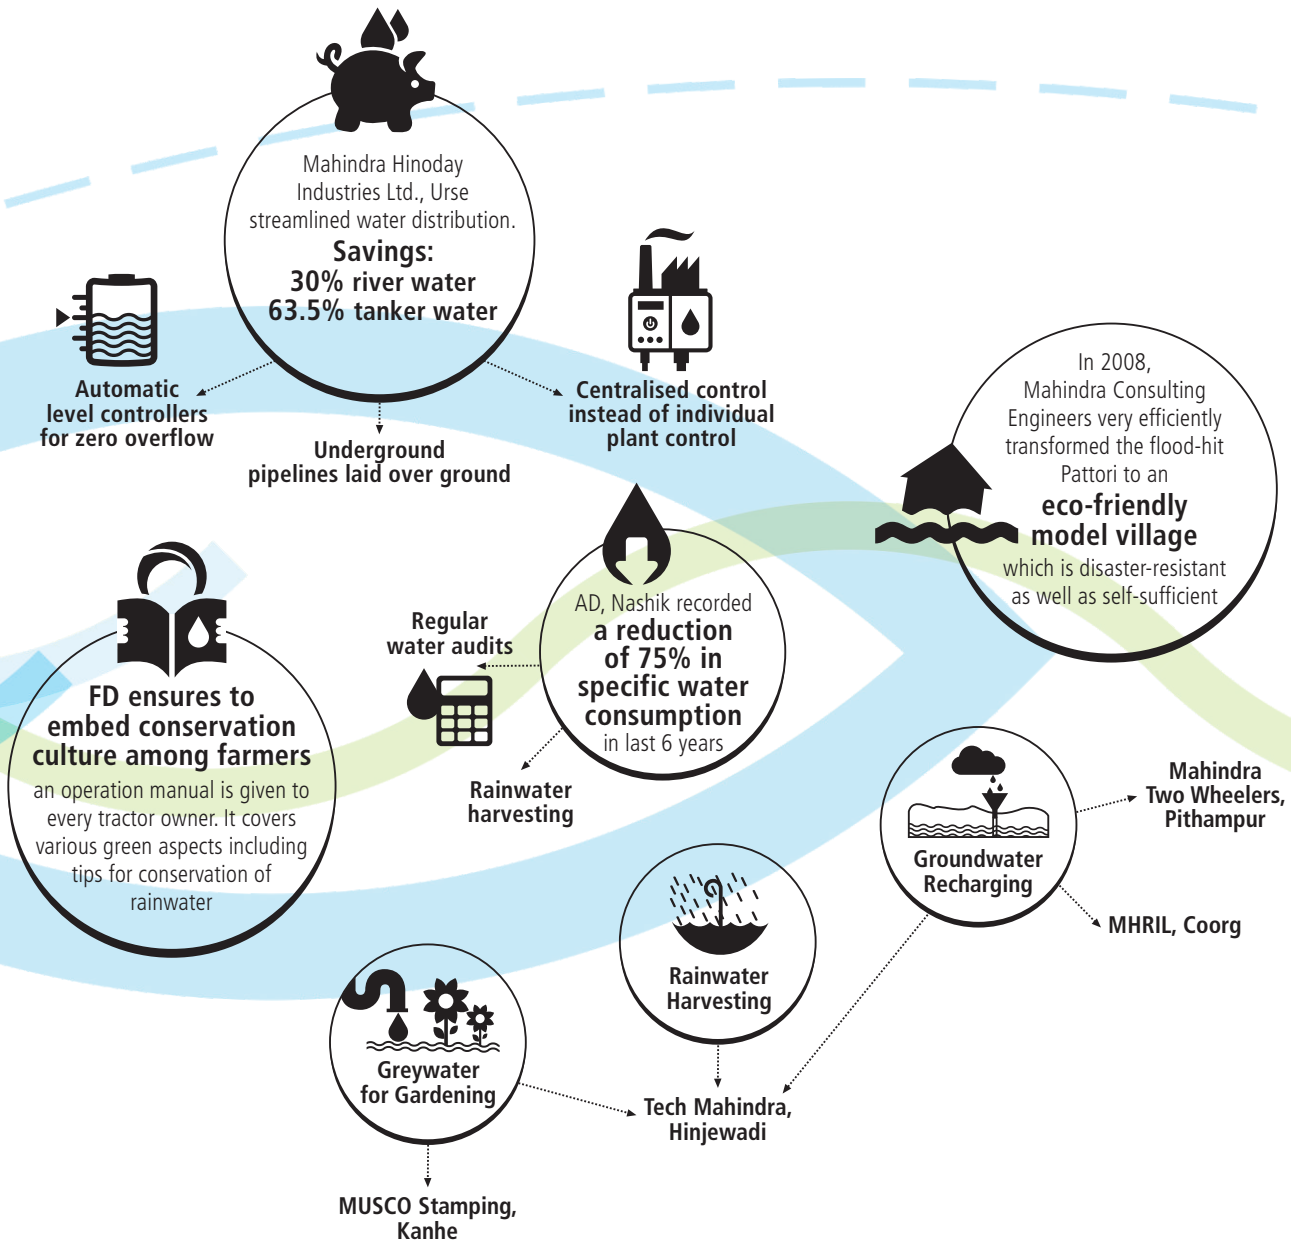 Mahindra Hinoday
Industries Ltd., Urse
streamlined water distribution.
Savings:
30% river water
63.5% tanker water
Automatic
level controllers
for zero overflow
Underground
pipelines laid over ground
Centralised control
instead of individual
plant control
In 2008,
Mahindra Consulting
Engineers very efficiently
transformed the flood-hit
Pattori to an
eco-friendly
model village
which is disaster-resistant
as well as self-sufficient
AD, Nashik recorded
a reduction
of 75% in
specific water
consumption
in last 6 years
Regular
water audits
Rainwater
harvesting
FD ensures to
embed conservation
culture among farmers
an operation manual is given to
every tractor owner. It covers
various green aspects including
tips for conservation of
rainwater
Groundwater
Recharging
Mahindra
Two Wheelers,
Pithampur
MHRIL, Coorg
Rainwater
Harvesting
Greywater
for Gardening
Tech Mahindra,
Hinjewadi
MUSCO Stamping,
Kanhe